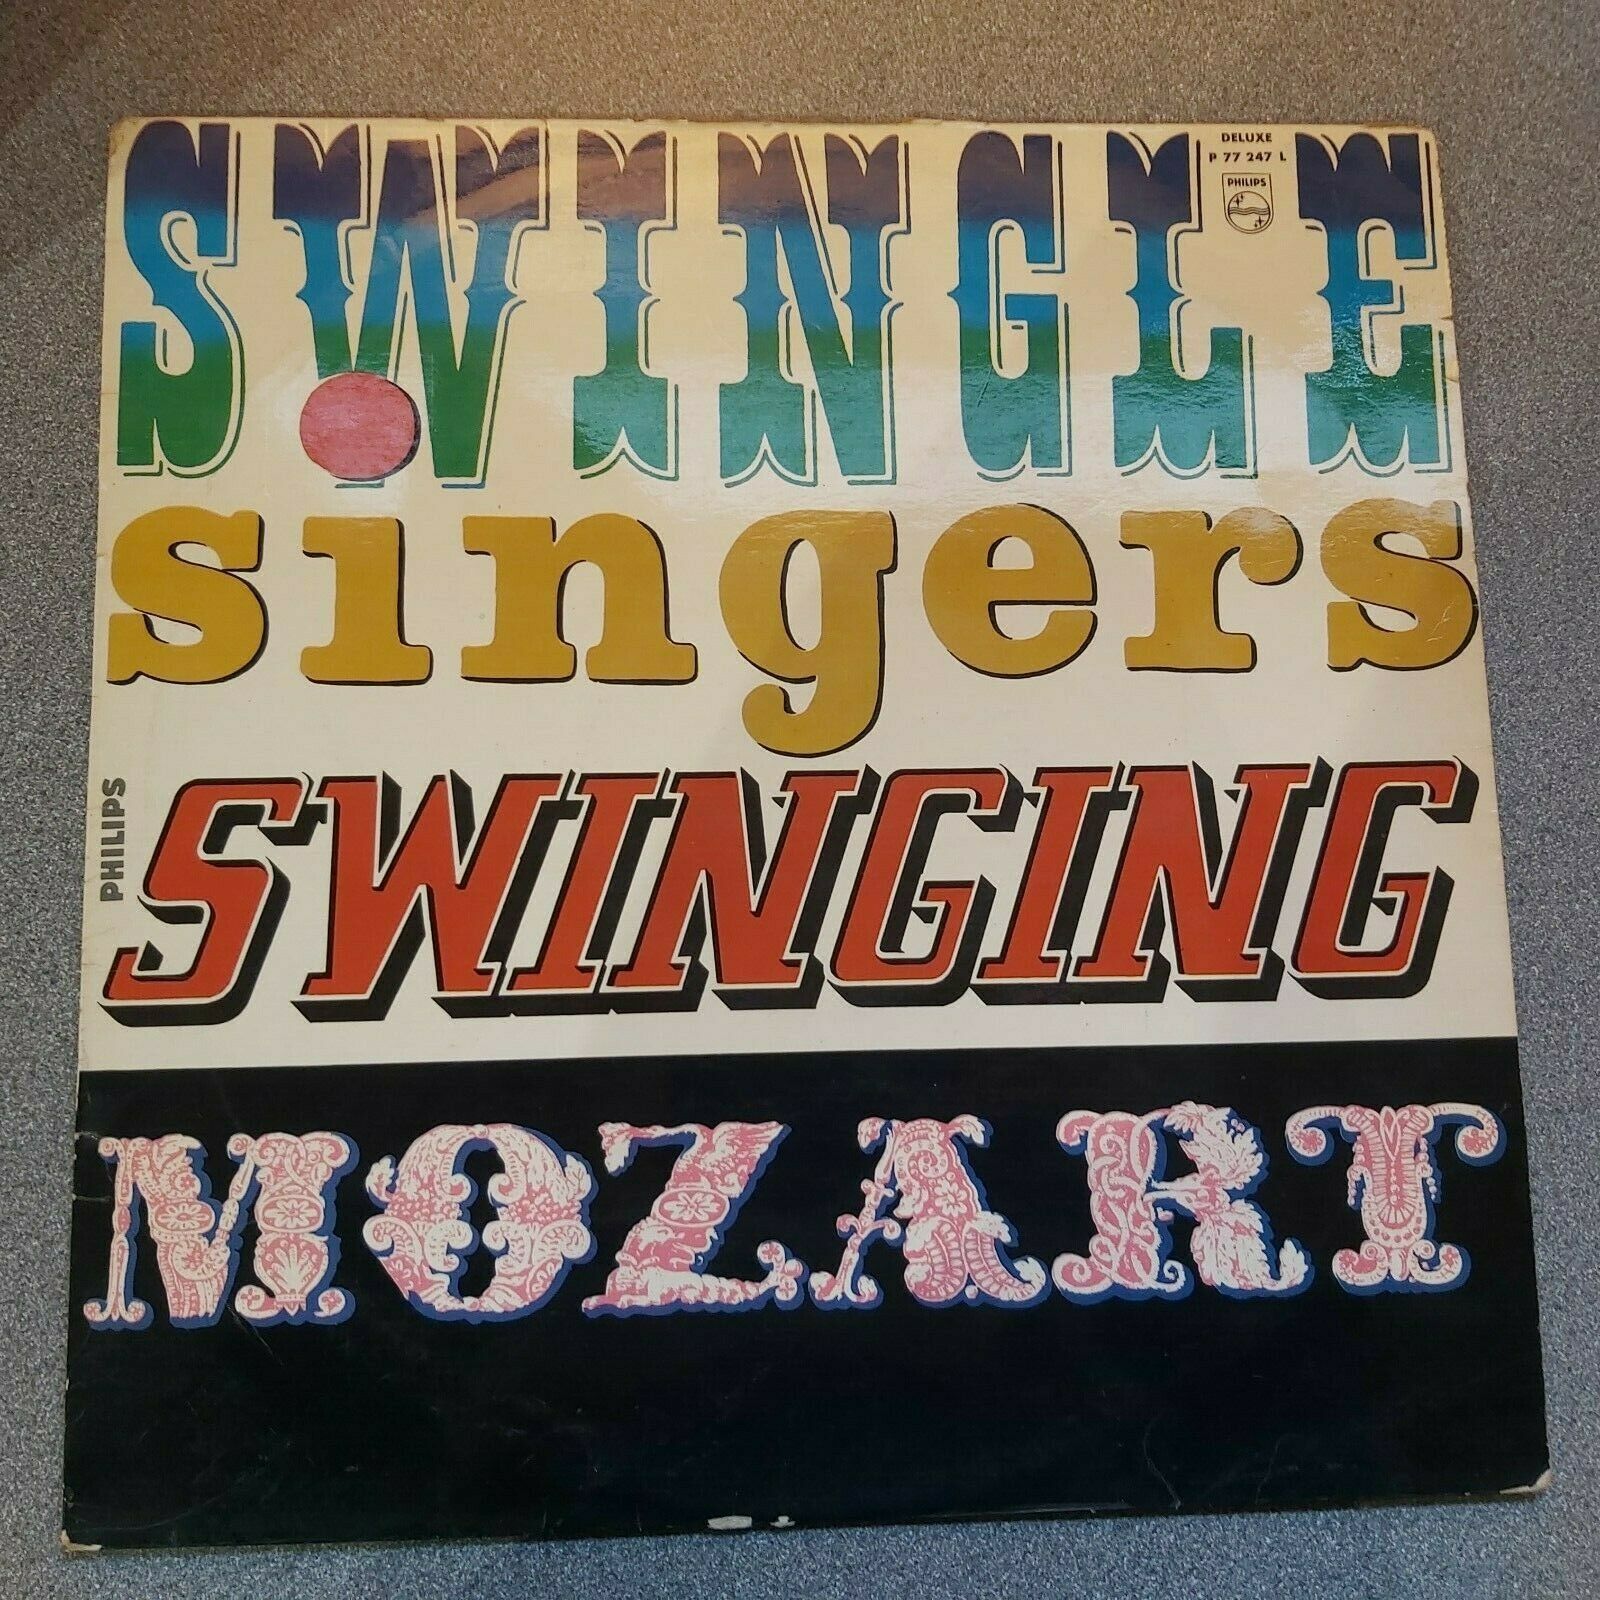 SWINGLE
DELUXE
P 77 247 L
PHILIPS
singers
SWINGING
PHILIPS
MOZART